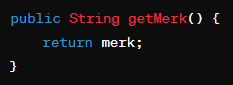 public String getMerk() {
    return merk;
}